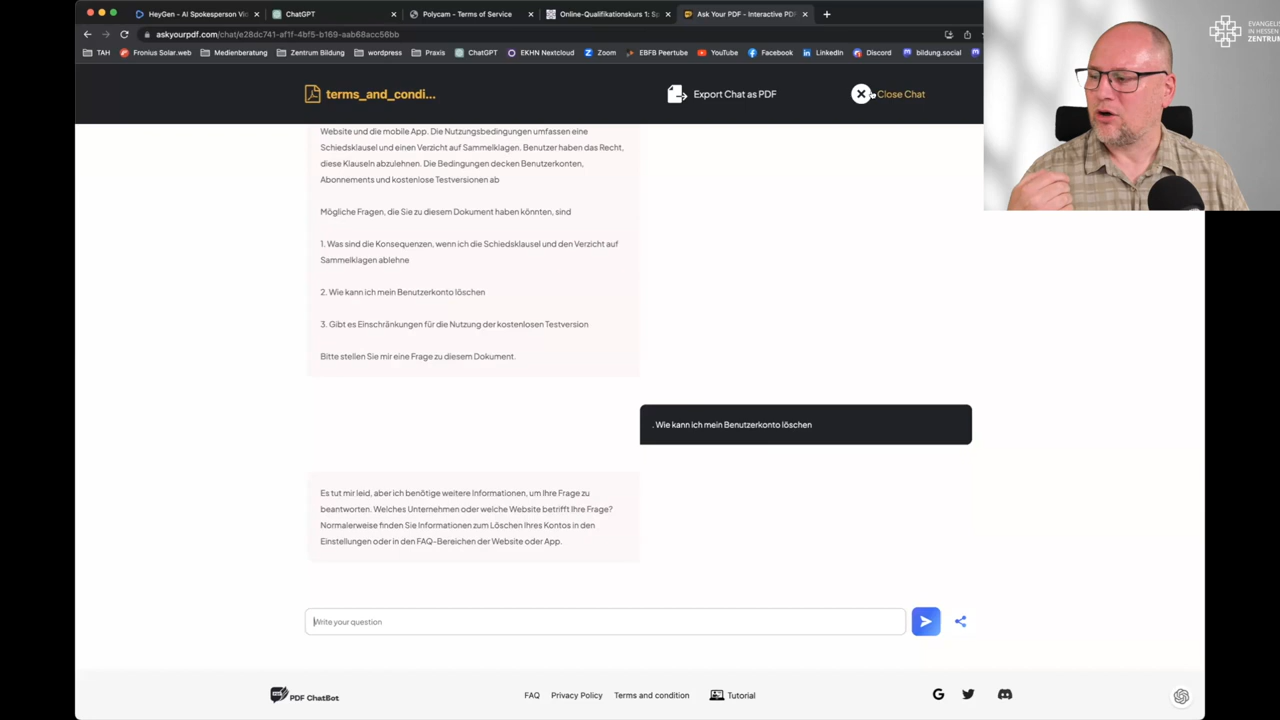 HeyGen - AI Spokesperson Vi
ChatGPT
Polycam - Terms of Service
Online-Qualifikationskurs 1: S
Ask Your PDF - Interactive PDF
askyourpdf.com/chat/e28dc741-af1f-4bf5-b169-aab68acc56bb
TAH
Fronius Solar.web
Medienberatung
Zentrum Bildung
wordpress
Praxis
ChatGPT
EKHN Nextcloud
Zoom
EBFB Peertube
YouTube
Facebook
LinkedIn
Discord
bildung.social
EVANGELIS
IN HESSEN
ZENTRUM
terms_and_condi...
Export Chat as PDF
Close Chat
Website und die mobile App. Die Nutzungsbedingungen umfassen eine
Schiedsklausel und einen Verzicht auf Sammelklagen. Benutzer haben das Recht,
diese Klauseln abzulehnen. Die Bedingungen decken Benutzerkonten,
Abonnements und kostenlose Testversionen ab
Mögliche Fragen, die Sie zu diesem Dokument haben könnten, sind
1. Was sind die Konsequenzen, wenn ich die Schiedsklausel und den Verzicht auf
Sammelklagen ablehne
2. Wie kann ich mein Benutzerkonto löschen
3. Gibt es Einschränkungen für die Nutzung der kostenlosen Testversion
Bitte stellen Sie mir eine Frage zu diesem Dokument.
. Wie kann ich mein Benutzerkonto löschen
Es tut mir leid, aber ich benötige weitere Informationen, um Ihre Frage zu
beantworten. Welches Unternehmen oder welche Website betrifft Ihre Frage?
Normalerweise finden Sie Informationen zum Löschen Ihres Kontos in den
Einstellungen oder in den FAQ-Bereichen der Website oder App.
Write your question
PDF ChatBot
FAQ
Privacy Policy
Terms and condition
Tutorial